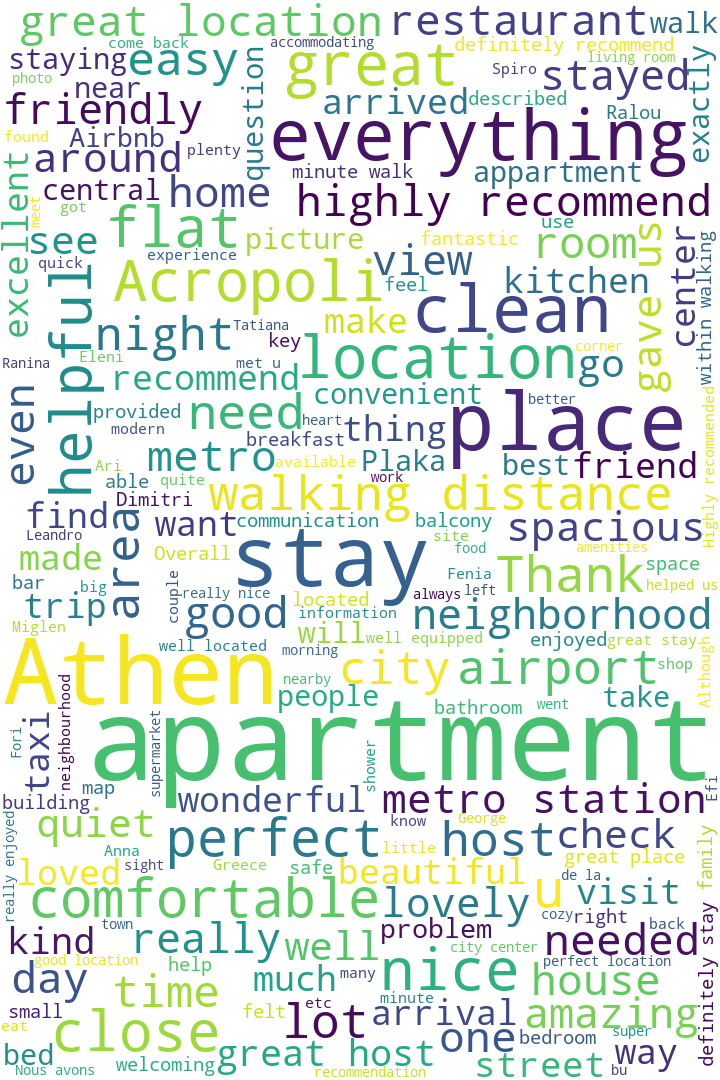 great location
restaurant
walk
come back
accommodating
definitely recommend
living room
staying
easy
great
Spiro
stayed
exactly
photo
near
question
arrived
described
Ralou
friendly
Airbnb
everything
found
around
plenty
minute walk
appartment
excellent
meet
central
home
highly recommend
got
flat
use
see
picture
fantastic
room
gave us
center
within walking
quick
experience
view
helpful
Acropoli
feel
kitchen
clean
night
Tatiana
make
Ranina
Eleni
key
location
corner
met u
go
recommend
convenient
even
provided
need
heart
better
Highly recommended
modern
thing
place
breakfast
metro
Ari
quite
available
Plaka
best
friend
able
work
Dimitri
walking distance
find
area
want
communication
balcony
spacious
Leandro
site
made
Overall
stay
food
amenities
Thank
space
couple
Fenia
bar
big
really nice
located
always
left
helped us
trip
good
information
neighborhood
Miglen
will
well equipped
enjoyed
great stay
Athen
well located
morning
city
airport
shop
Although
neighbourhood
nearby
people
take
bathroom
went
apartment
Fori
taxi
supermarket
shower
map
Efi
building
wonderful
metro station
quiet
know
George
really enjoyed
perfect
host
check
Anna
little
loved
sight
Greece
safe
beautiful
great place
family
de la
comfortable
lovely
u
visit
cozy
right
town
problem
back
kind
really
well
needed
good location
city center
perfect location
definitely stay
day
help
much
many
nice
house
time
minute
small
felt
etc
arrival
amazing
eat
close
lot
one
bedroom
super
bed
welcoming
great host
street
way
Nous avons
recommendation
bu